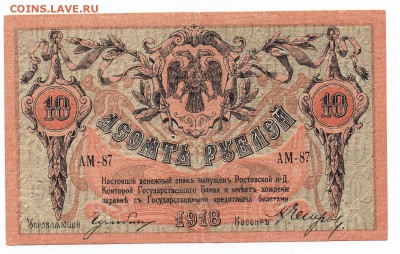 COINS.LAVE.RU
10 10
ДЕСЯТЬ РУБЛЕЙ
АМ-87 АМ-87
Настоящій денежный знакъ выпущенъ Ростовской н-Д.
Конторой Государственнаго банка и имѣетъ хожденіе
наравнѣ съ Государственными кредитными билетами
Управляющій 1918 Кассиръ